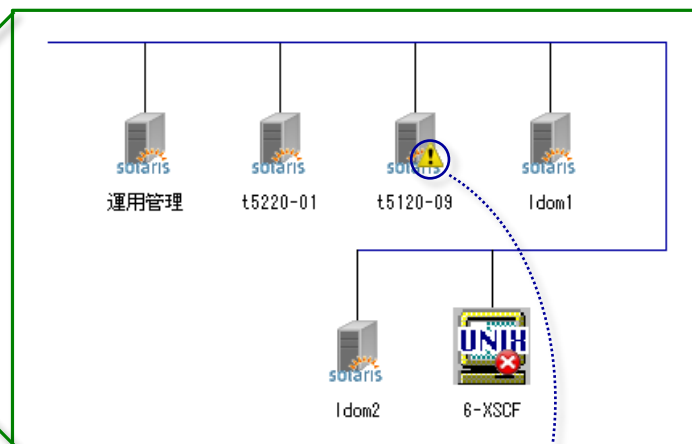 solaris
solaris
solaris
solaris
運用管理
t5220-01
t5120-09
ldom1
solaris
UNIX
ldom2
6-XSCF